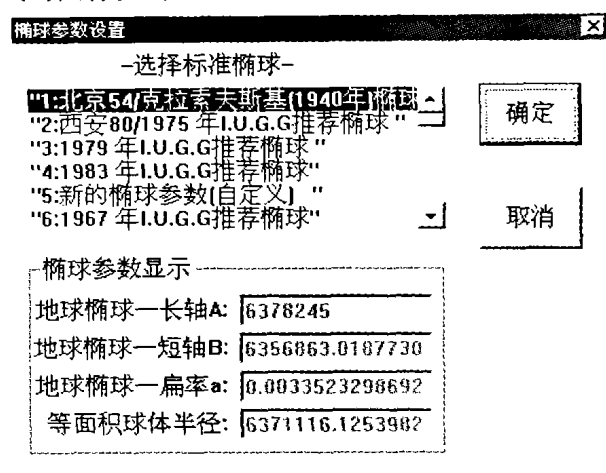 椭球参数设置
-选择标准椭球-
"1:北京54/克拉索夫斯基(1940年)椭球
"2:西安80/1975 年I.U.G.G推荐椭球 "
"3:1979 年I.U.G.G推荐椭球 "
"4:1983 年I.U.G.G推荐椭球"
"5:新的椭球参数(自定义) "
"6:1967 年I.U.G.G推荐椭球"
确定
取消
椭球参数显示
地球椭球—长轴A: 6378245
地球椭球—短轴B: 6356863.0187730
地球椭球—扁率a: 0.0033523298692
等面积球体半径: 6371116.1253982